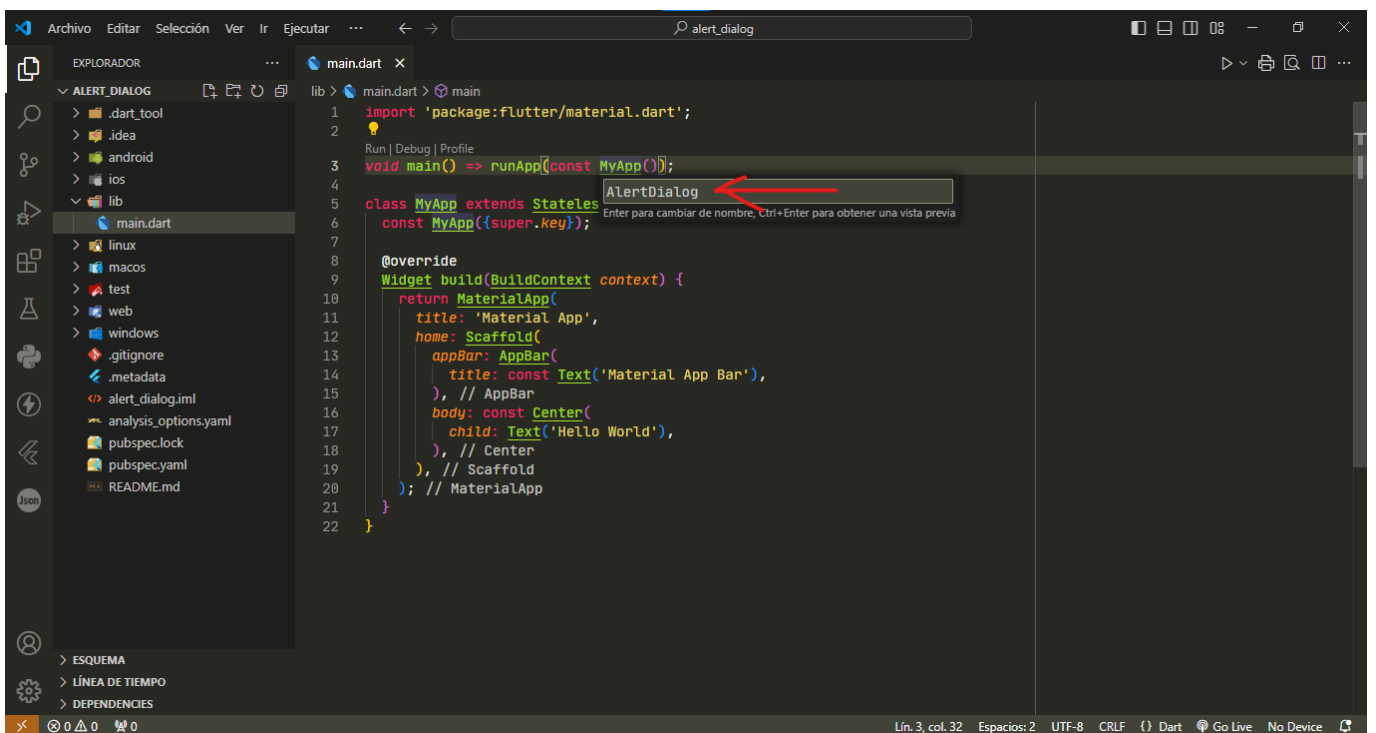 Archivo Editar Selección Ver Ir Ejecutar ··· alert_dialog
EXPLORADOR ···
ALERT_DIALOG
.dart_tool
.idea
android
ios
lib
main.dart
linux
macos
test
web
windows
.gitignore
.metadata
alert_dialog.iml
analysis_options.yaml
pubspec.lock
pubspec.yaml
README.md
ESQUEMA
LÍNEA DE TIEMPO
DEPENDENCIES
Json
main.dart
lib > main.dart > main
1 import 'package:flutter/material.dart';
2
Run | Debug | Profile
3 void main() => runApp(const MyApp());
4
AlertDialog
Enter para cambiar de nombre, Ctrl+Enter para obtener una vista previa
5 class MyApp extends Stateles
6 const MyApp({super.key});
7
8 @override
9 Widget build(BuildContext context) {
10 return MaterialApp(
11 title: 'Material App',
12 home: Scaffold(
13 appBar: AppBar(
14 title: const Text('Material App Bar'),
15 ), // AppBar
16 body: const Center(
17 child: Text('Hello World'),
18 ), // Center
19 ), // Scaffold
20 ); // MaterialApp
21 }
22 }
0 0 0 Lín. 3, col. 32 Espacios: 2 UTF-8 CRLF {} Dart Go Live No Device